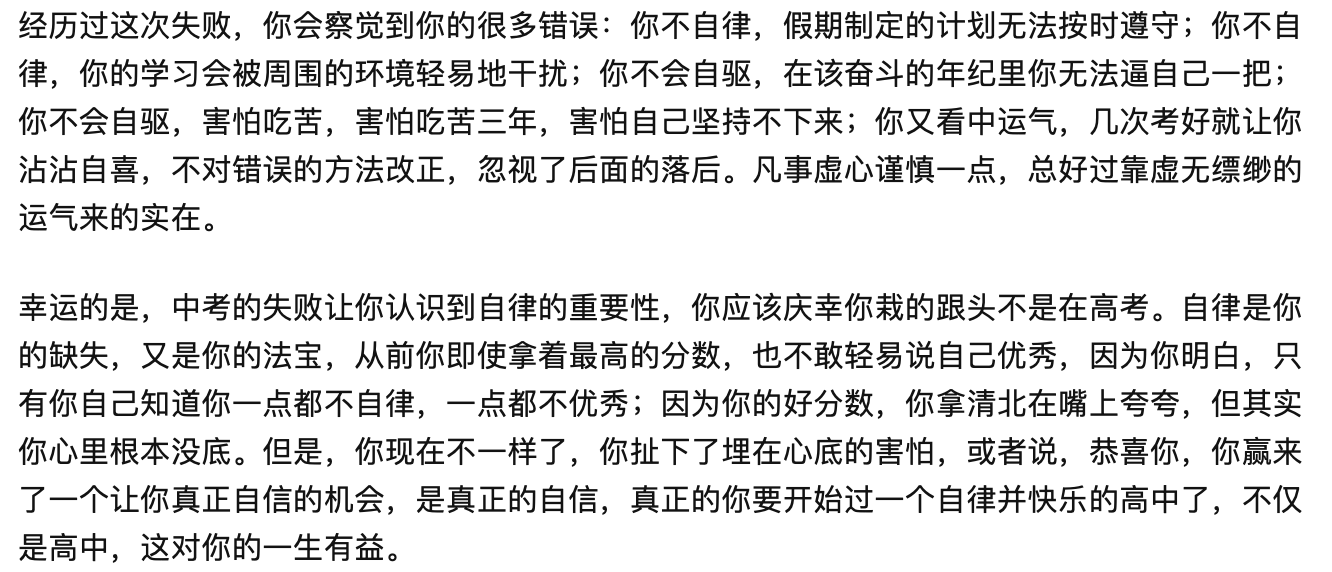 经历过这次失败，你会察觉到你的很多错误：你不自律，假期制定的计划无法按时遵守；你不自
律，你的学习会被周围的环境轻易地干扰；你不会自驱，在该奋斗的年纪里你无法逼自己一把；
你不会自驱，害怕吃苦，害怕吃苦三年，害怕自己坚持不下来；你又看中运气，几次考好就让你
沾沾自喜，不对错误的方法改正，忽视了后面的落后。凡事虚心谨慎一点，总好过靠虚无缥缈的
运气来的实在。
幸运的是，中考的失败让你认识到自律的重要性，你应该庆幸你栽的跟头不是在高考。自律是你
的缺失，又是你的法宝，从前你即使拿着最高的分数，也不敢轻易说自己优秀，因为你明白，只
有你自己知道你一点都不自律，一点都不优秀；因为你的好分数，你拿清北在嘴上夸夸，但其实
你心里根本没底。但是，你现在不一样了，你扯下了埋在心底的害怕，或者说，恭喜你，你赢来
了一个让你真正自信的机会，是真正的自信，真正的你要开始过一个自律并快乐的高中了，不仅
是高中，这对你的一生有益。